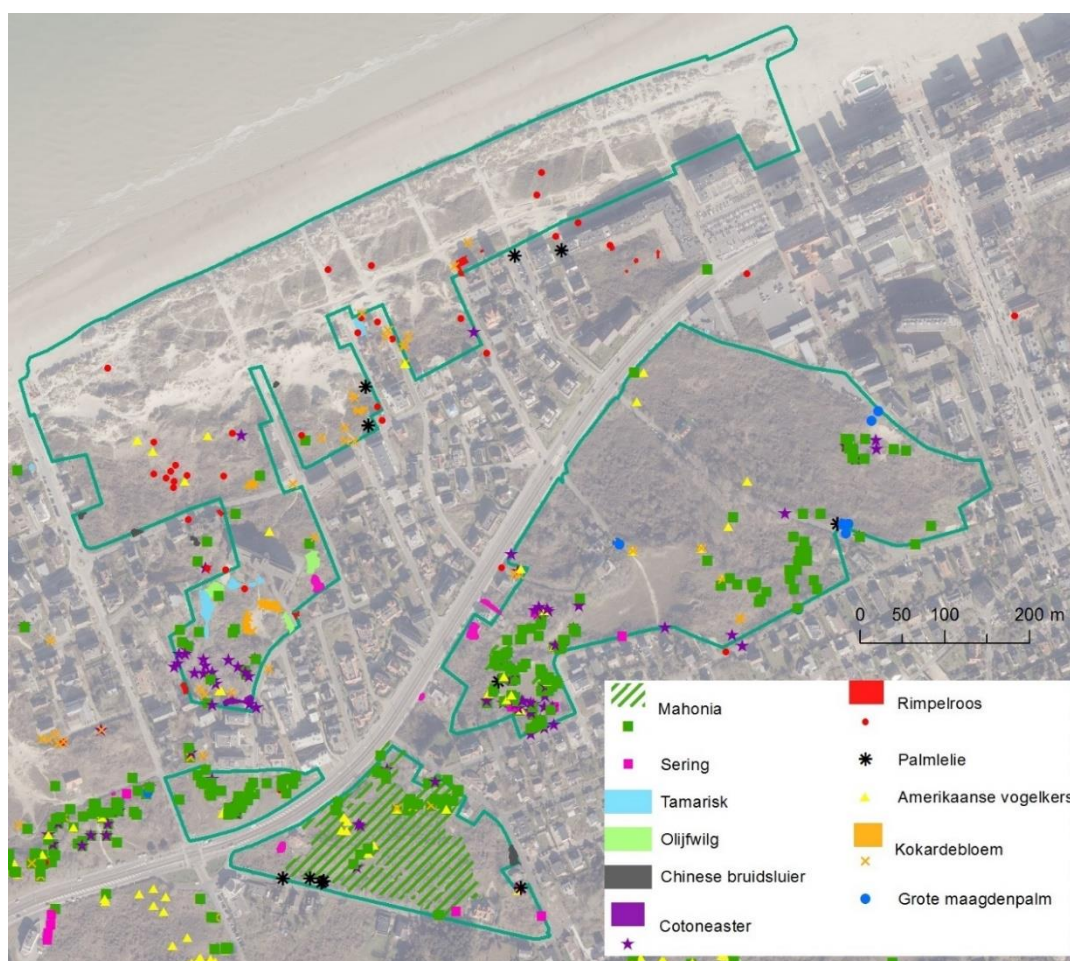 0 50 100 200 m
Mahonia
Sering
Tamarisk
Olijfwilg
Chinese bruidsluier
Cotoneaster
Rimpelroos
Palmlelie
Amerikaanse vogelkers
Kokardebloem
Grote maagdenpalm